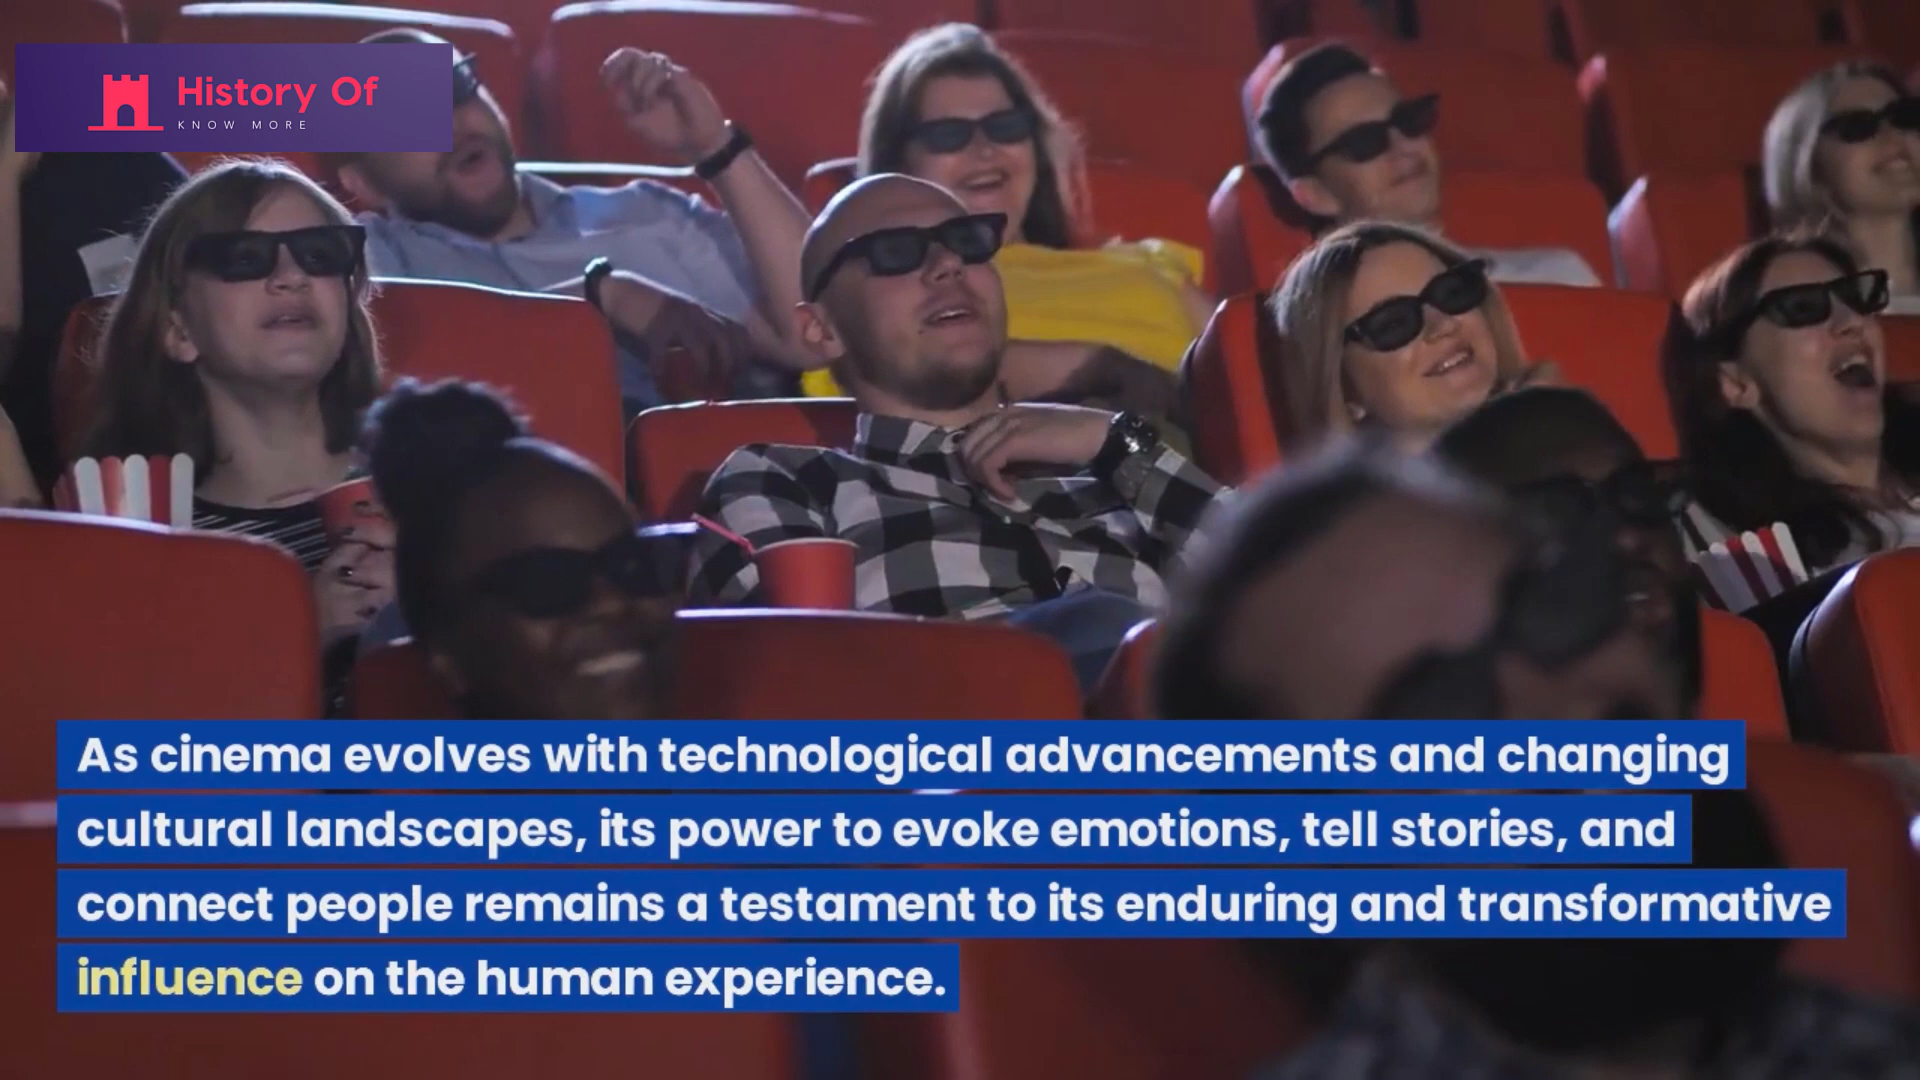 History Of
KNOW MORE
As cinema evolves with technological advancements and changing
cultural landscapes, its power to evoke emotions, tell stories, and
connect people remains a testament to its enduring and transformative
influence on the human experience.